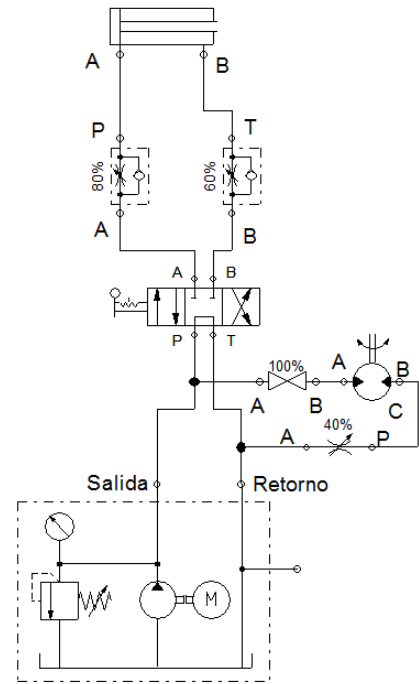 A B
P T
80% 60%
A B
A B
P T
100%
A B
A B
C
40%
A P
Salida Retorno
M